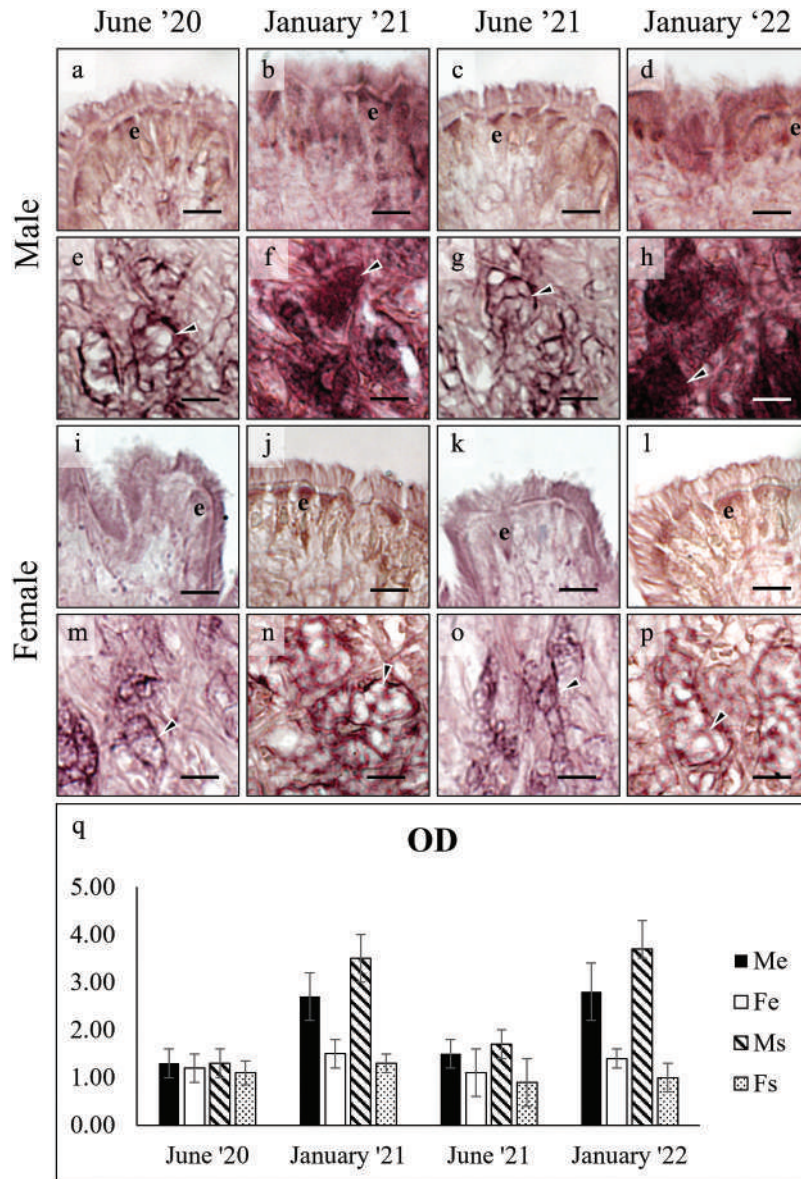 June ’20 January ’21 June ’21 January ‘22
Male
a b c d
e e e e
e f g h
Female
i j k l
e e e e
m n o p
q
OD
5.00
4.00
3.00
2.00
1.00
0.00
June '20 January '21 June '21 January '22
Me
Fe
Ms
Fs